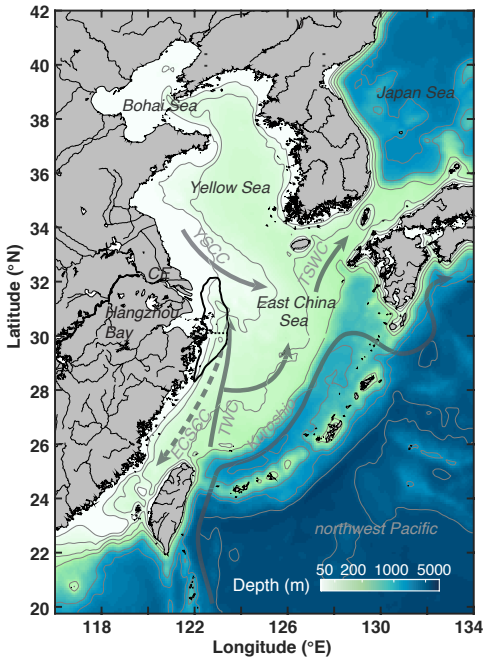 42
40
38
36
34
32
30
28
26
24
22
20
Latitude (°N)
Bohai Sea
Japan Sea
Yellow Sea
YSCC
TSWC
CE
Hangzhou
Bay
East China
Sea
ECSCC
TWC
Kuroshio
northwest Pacific
Depth (m)
50 200 1000 5000
118 122 126 130 134
Longitude (°E)